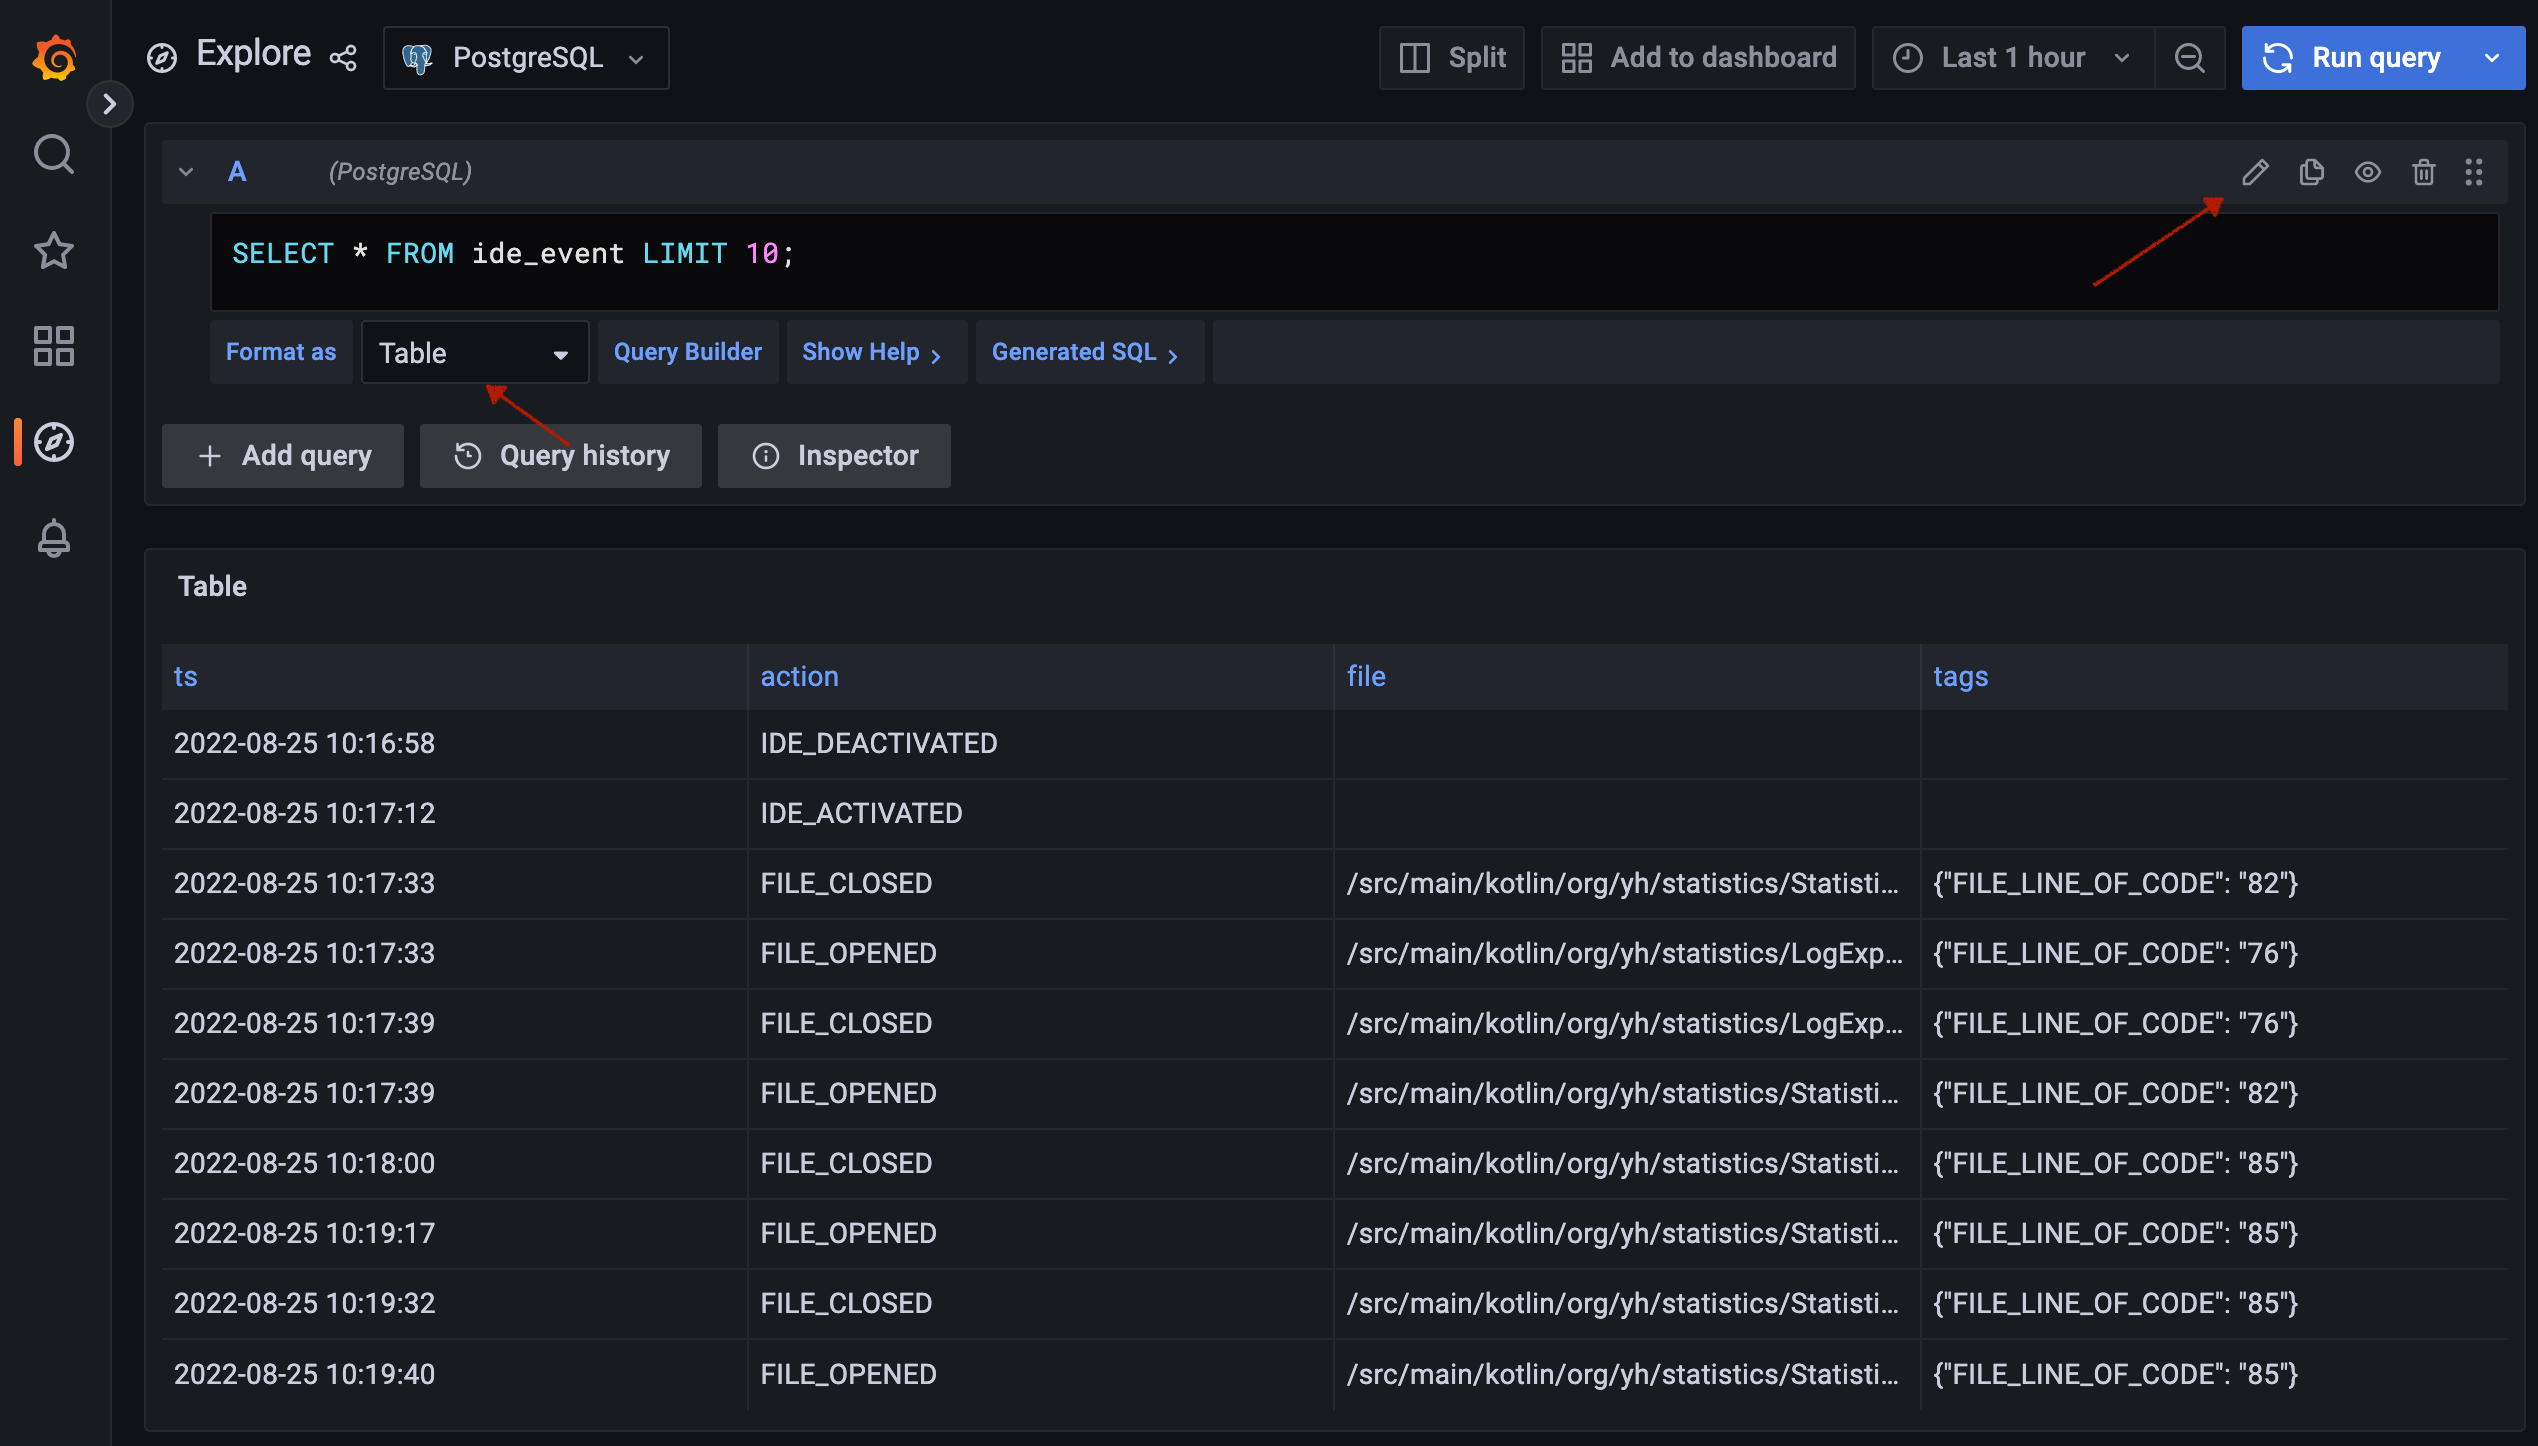 Explore PostgreSQL Split Add to dashboard Last 1 hour Run query
A (PostgreSQL)
SELECT * FROM ide_event LIMIT 10;
Format as Table Query Builder Show Help Generated SQL
Add query Query history Inspector
Table
ts action file tags
2022-08-25 10:16:58 IDE_DEACTIVATED
2022-08-25 10:17:12 IDE_ACTIVATED
2022-08-25 10:17:33 FILE_CLOSED /src/main/kotlin/org/yh/statistics/Statisti... {"FILE_LINE_OF_CODE": "82"}
2022-08-25 10:17:33 FILE_OPENED /src/main/kotlin/org/yh/statistics/LogExp... {"FILE_LINE_OF_CODE": "76"}
2022-08-25 10:17:39 FILE_CLOSED /src/main/kotlin/org/yh/statistics/LogExp... {"FILE_LINE_OF_CODE": "76"}
2022-08-25 10:17:39 FILE_OPENED /src/main/kotlin/org/yh/statistics/Statisti... {"FILE_LINE_OF_CODE": "82"}
2022-08-25 10:18:00 FILE_CLOSED /src/main/kotlin/org/yh/statistics/Statisti... {"FILE_LINE_OF_CODE": "85"}
2022-08-25 10:19:17 FILE_OPENED /src/main/kotlin/org/yh/statistics/Statisti... {"FILE_LINE_OF_CODE": "85"}
2022-08-25 10:19:32 FILE_CLOSED /src/main/kotlin/org/yh/statistics/Statisti... {"FILE_LINE_OF_CODE": "85"}
2022-08-25 10:19:40 FILE_OPENED /src/main/kotlin/org/yh/statistics/Statisti... {"FILE_LINE_OF_CODE": "85"}